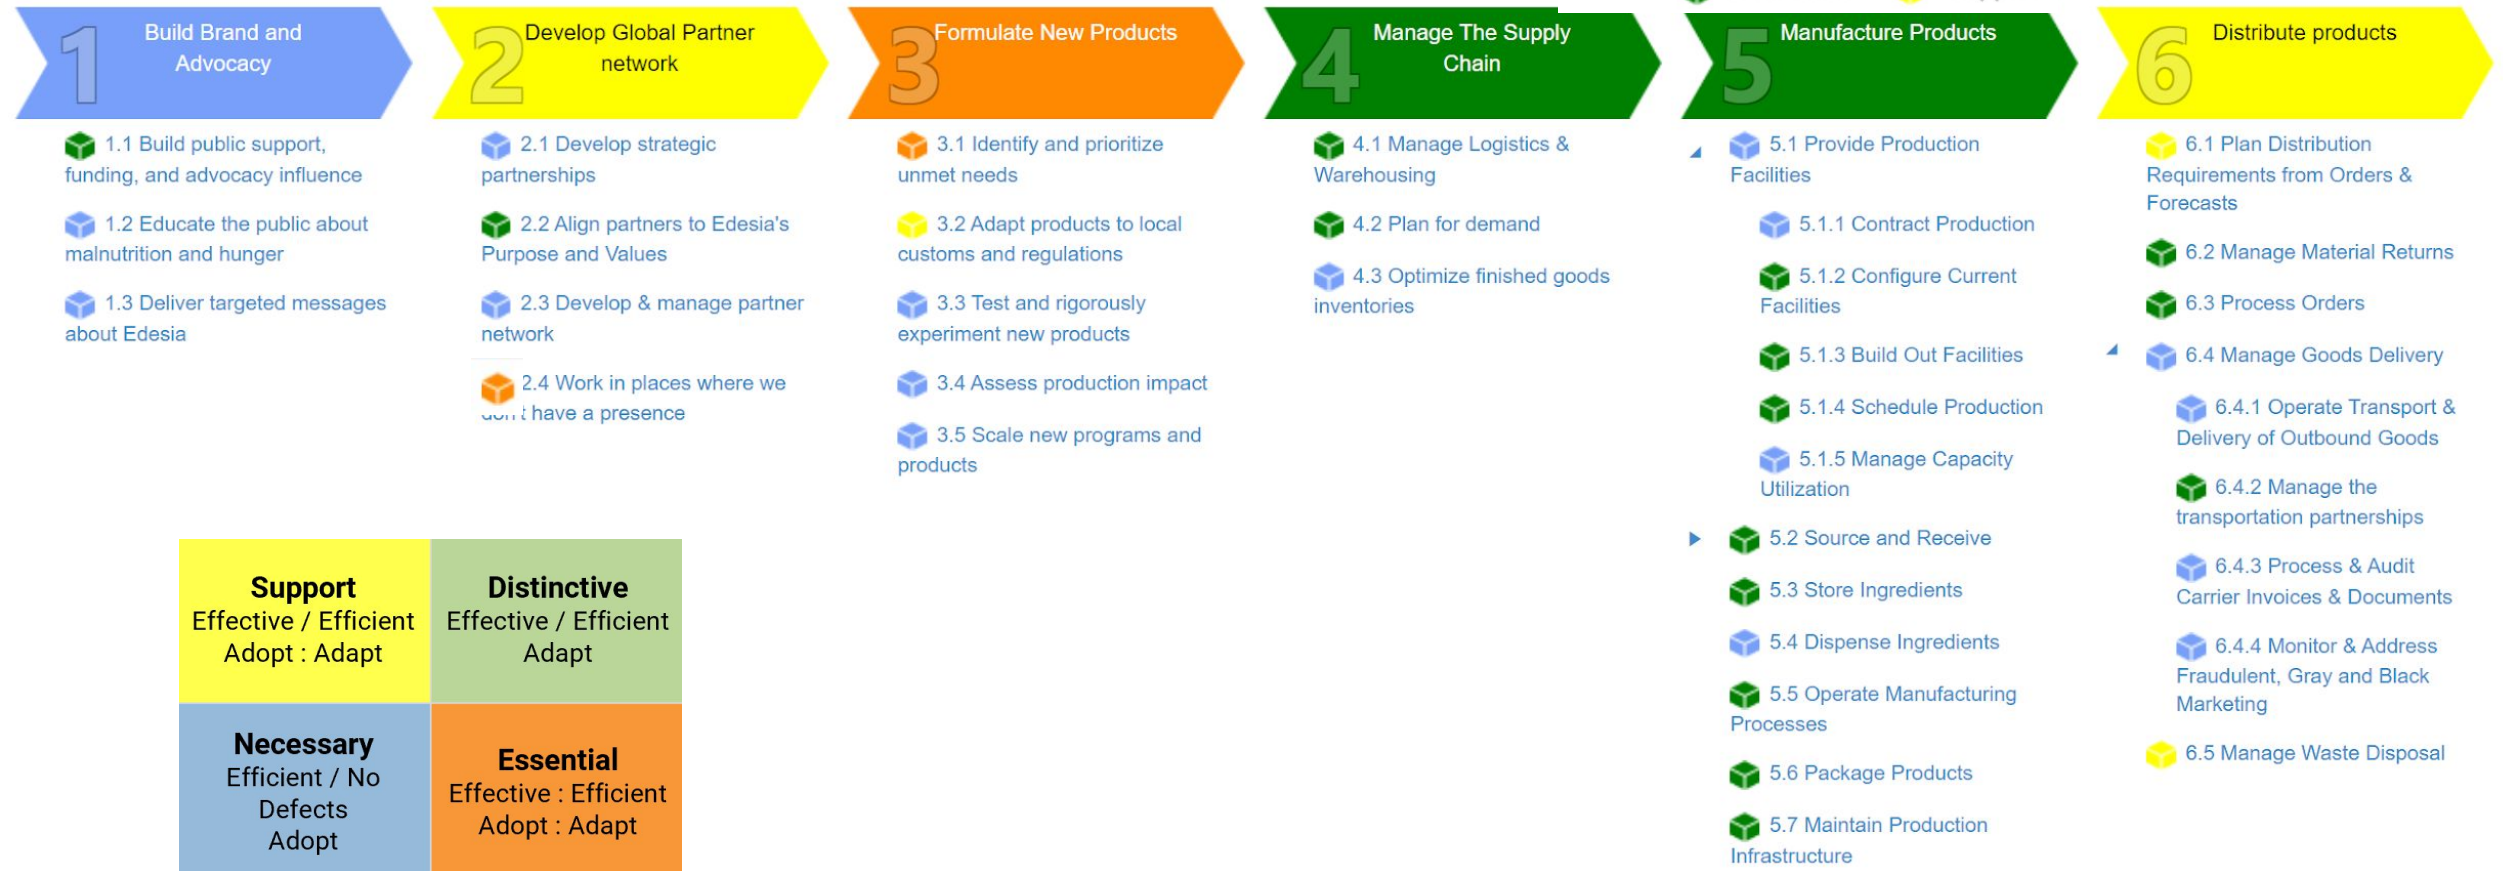 1
Build Brand and
Advocacy
1.1 Build public support,
funding, and advocacy influence
1.2 Educate the public about
malnutrition and hunger
1.3 Deliver targeted messages
about Edesia
2
Develop Global Partner
network
2.1 Develop strategic
partnerships
2.2 Align partners to Edesia's
Purpose and Values
2.3 Develop & manage partner
network
2.4 Work in places where we
don't have a presence
3
Formulate New Products
3.1 Identify and prioritize
unmet needs
3.2 Adapt products to local
customs and regulations
3.3 Test and rigorously
experiment new products
3.4 Assess production impact
3.5 Scale new programs and
products
4
Manage The Supply
Chain
4.1 Manage Logistics &
Warehousing
4.2 Plan for demand
4.3 Optimize finished goods
inventories
5
Manufacture Products
5.1 Provide Production
Facilities
5.1.1 Contract Production
5.1.2 Configure Current
Facilities
5.1.3 Build Out Facilities
5.1.4 Schedule Production
5.1.5 Manage Capacity
Utilization
5.2 Source and Receive
5.3 Store Ingredients
5.4 Dispense Ingredients
5.5 Operate Manufacturing
Processes
5.6 Package Products
5.7 Maintain Production
Infrastructure
6
Distribute products
6.1 Plan Distribution
Requirements from Orders &
Forecasts
6.2 Manage Material Returns
6.3 Process Orders
6.4 Manage Goods Delivery
6.4.1 Operate Transport &
Delivery of Outbound Goods
6.4.2 Manage the
transportation partnerships
6.4.3 Process & Audit
Carrier Invoices & Documents
6.4.4 Monitor & Address
Fraudulent, Gray and Black
Marketing
6.5 Manage Waste Disposal
Support
Effective / Efficient
Adopt : Adapt
Distinctive
Effective / Efficient
Adapt
Necessary
Efficient / No
Defects
Adopt
Essential
Effective : Efficient
Adopt : Adapt